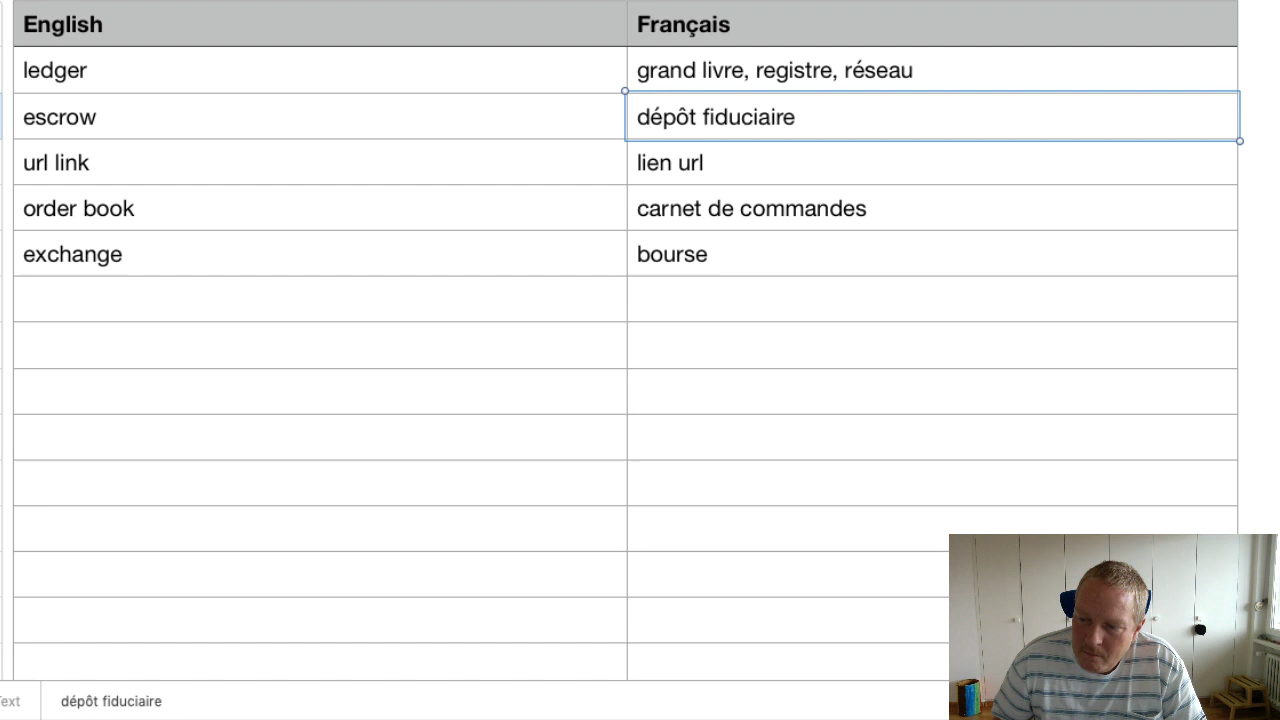 English Français
ledger grand livre, registre, réseau
escrow dépôt fiduciaire
url link lien url
order book carnet de commandes
exchange bourse
dépôt fiduciaire